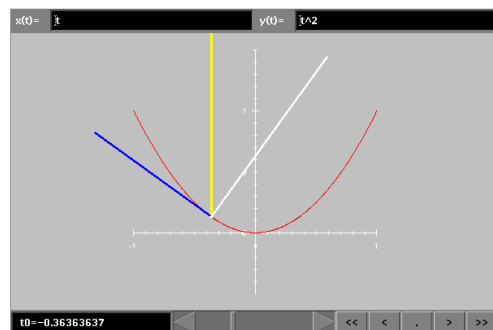 x(t)= t y(t)= t^2
1
-1 1
t0=-0.36363637 << < . > >>